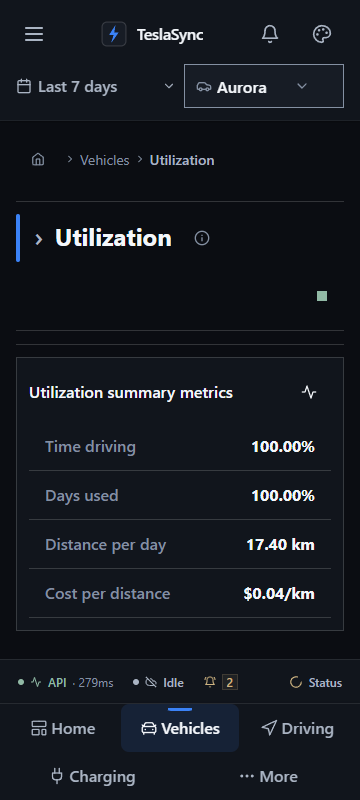 TeslaSync
Last 7 days
Aurora
Vehicles
Utilization
Utilization
Utilization summary metrics
Time driving 100.00%
Days used 100.00%
Distance per day 17.40 km
Cost per distance $0.04/km
API · 279ms Idle 2 Status
Home Vehicles Driving
Charging More